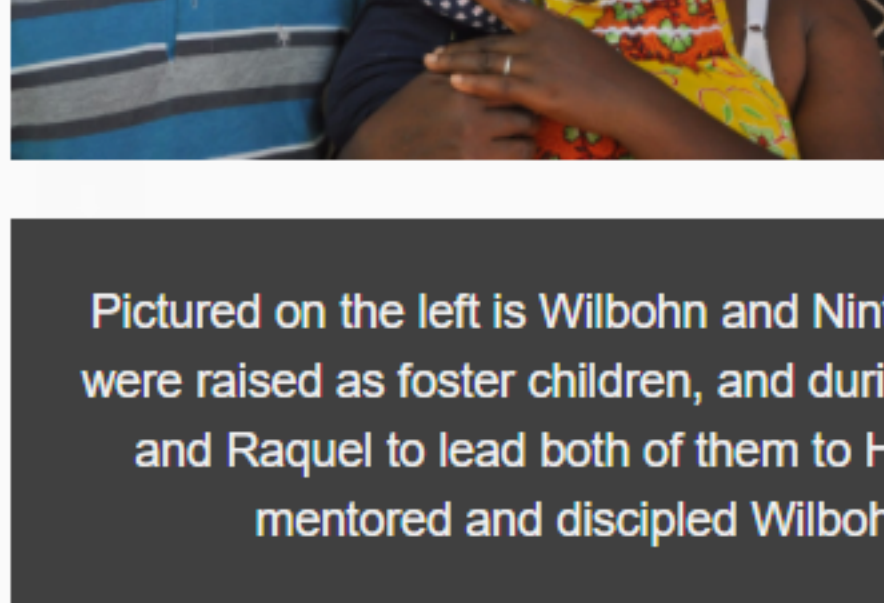 Pictured on the left is Wilbohn and
were raised as foster children, and
and Raquel to lead both of them to
mentored and discipled